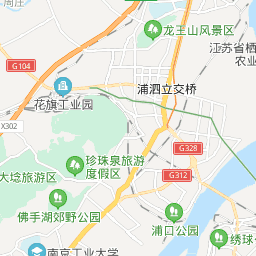 周庄
龙王山风景区
江苏省栖
农业
G104
花旗工业园
浦泗立交桥
X302
G328
珍珠泉旅游
度假区
大埝旅游区
G312
佛手湖郊野公园
浦口公园
南京工业大学
绣球